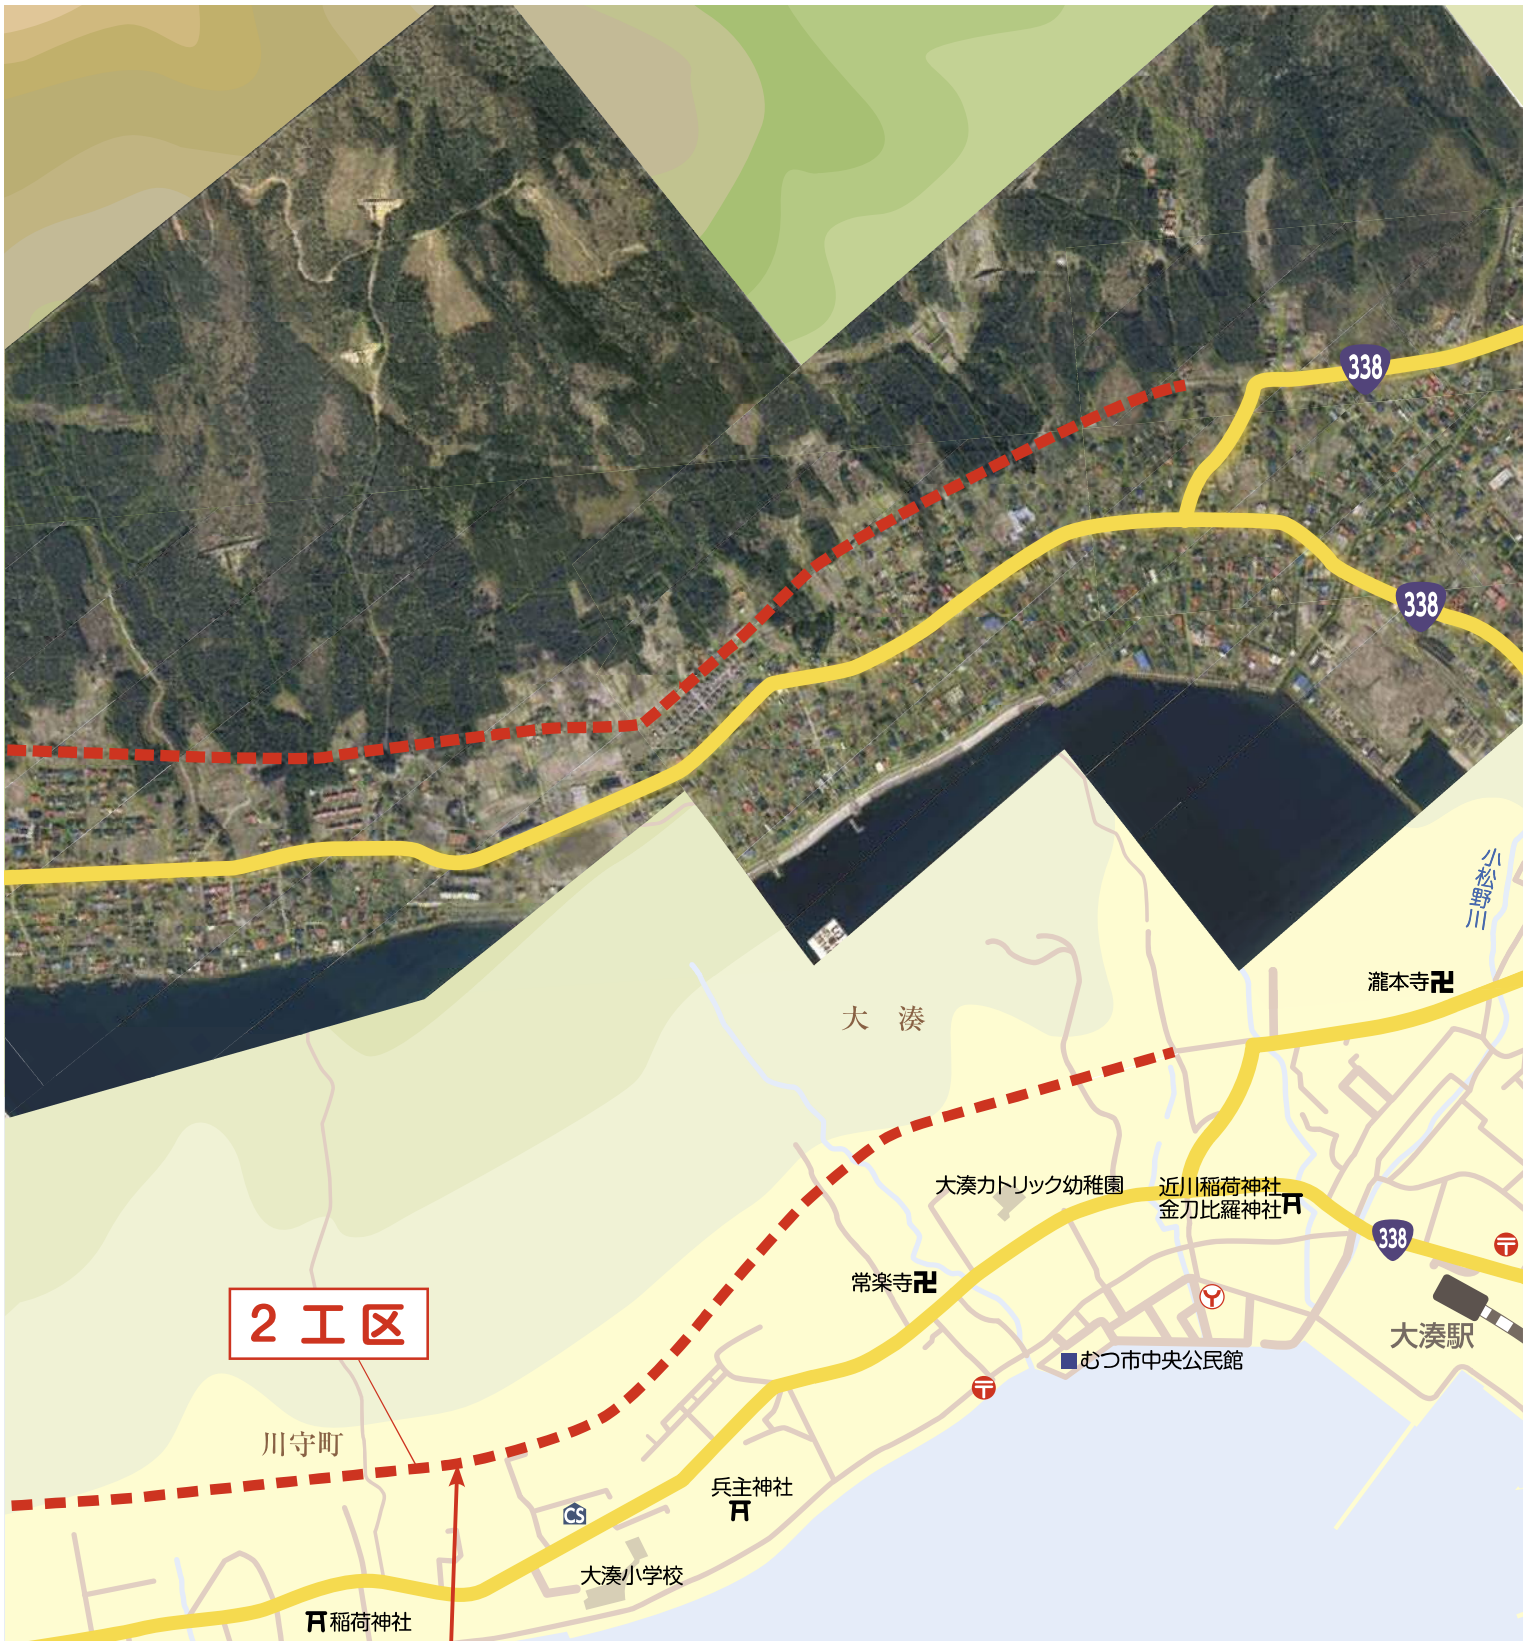 338
338
小松野川
瀧本寺
大 湊
大湊カトリック幼稚園
近川稲荷神社
金刀比羅神社
338
常楽寺
2 工区
大湊駅
むつ市中央公民館
川守町
兵主神社
CS
大湊小学校
稲荷神社